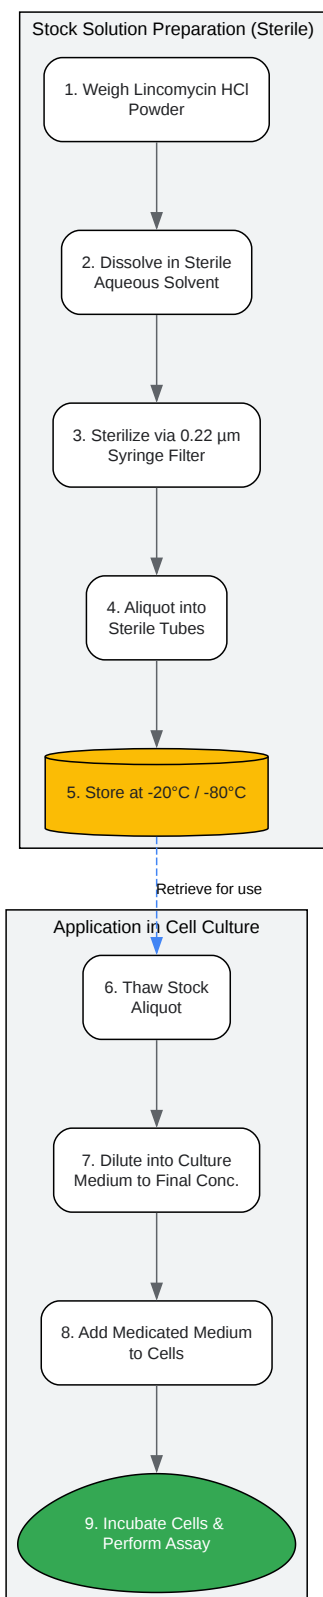 Stock Solution Preparation (Sterile)
1. Weigh Lincomycin HCl
Powder
2. Dissolve in Sterile
Aqueous Solvent
3. Sterilize via 0.22 µm
Syringe Filter
4. Aliquot into
Sterile Tubes
5. Store at -20°C / -80°C
Retrieve for use
Application in Cell Culture
6. Thaw Stock
Aliquot
7. Dilute into Culture
Medium to Final Conc.
8. Add Medicated Medium
to Cells
9. Incubate Cells &
Perform Assay